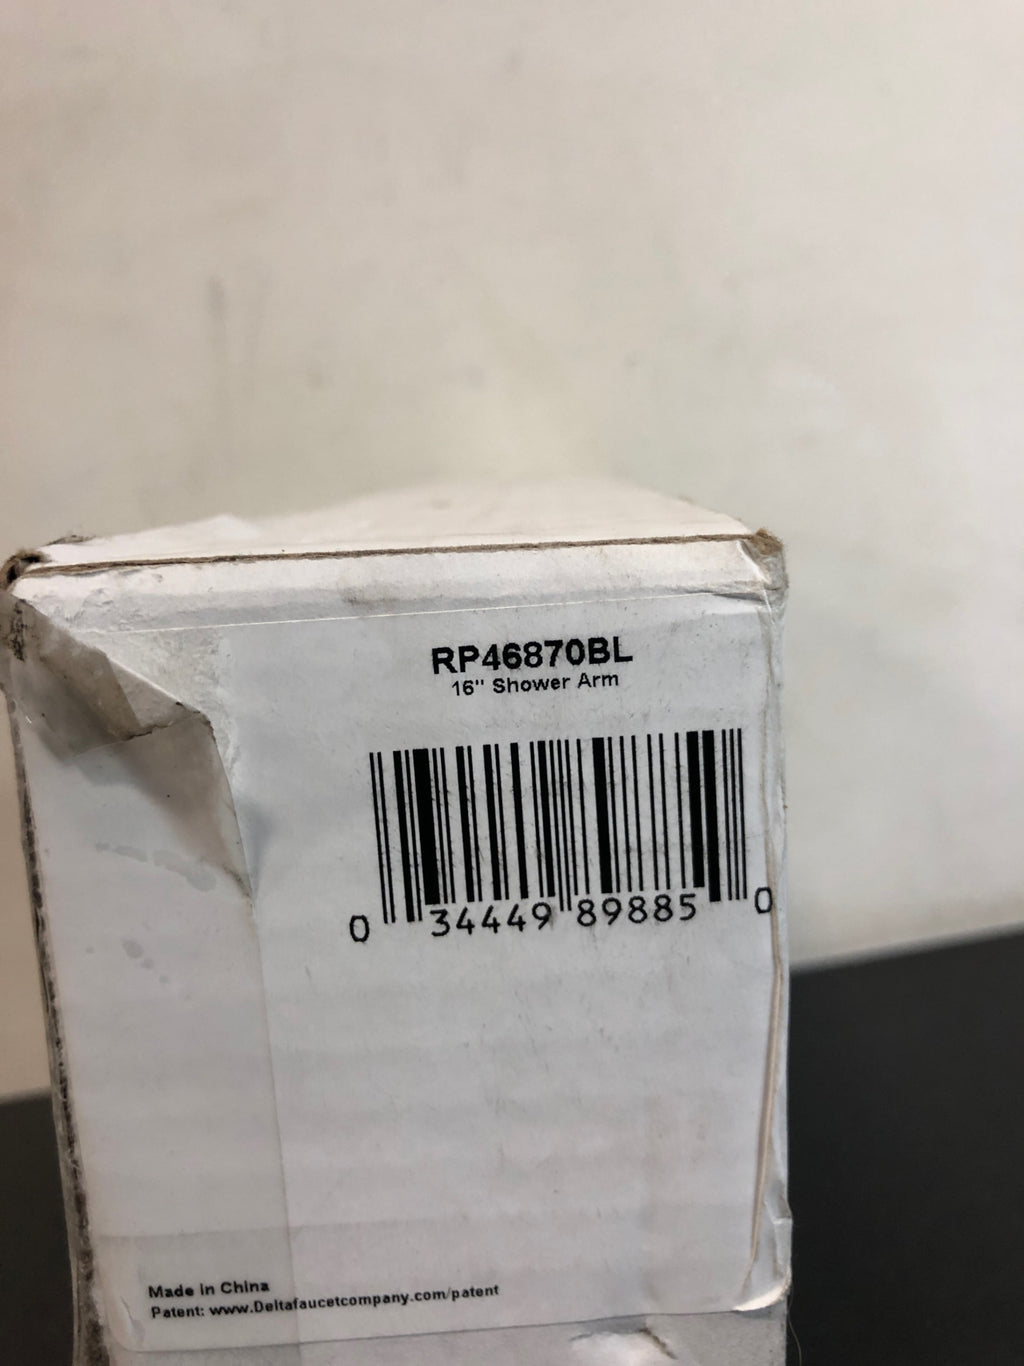 RP46870BL
16" Shower Arm
0 34449 89885 0
Made in China
Patent: www.Deltafaucetcompany.com/patent